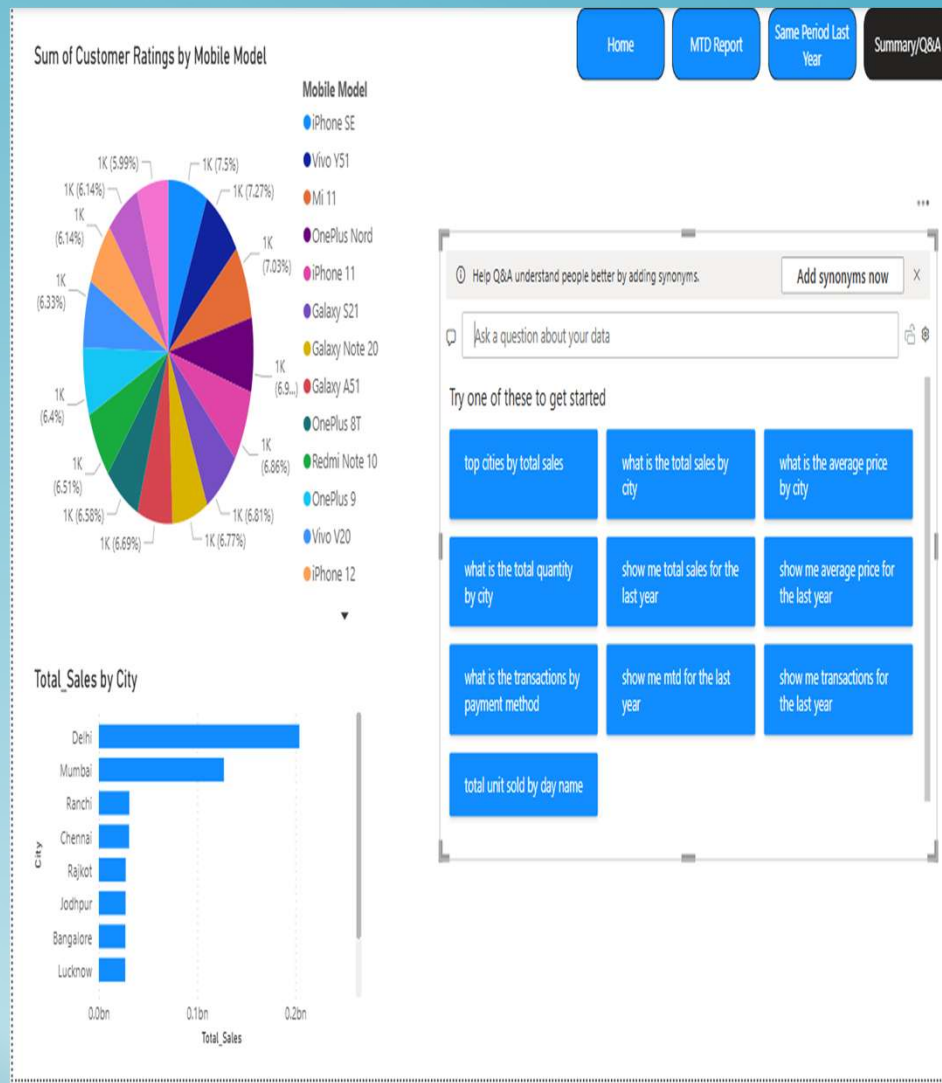 Home
MTD Report
Same Period Last
Year
Summary/Q&A
Sum of Customer Ratings by Mobile Model
Mobile Model
iPhone SE
Vivo Y51
Mi 11
OnePlus Nord
iPhone 11
Galaxy S21
Galaxy Note 20
Galaxy A51
OnePlus 8T
Redmi Note 10
OnePlus 9
Vivo V20
iPhone 12
1K (7.5%)
1K (7.27%)
1K
(7.03%)
1K
(6.9...)
1K
(6.86%)
1K (6.81%)
1K (6.77%)
1K (6.69%)
1K (6.58%)
1K
(6.51%)
1K
(6.4%)
1K
(6.33%)
1K
(6.14%)
1K (6.14%)
1K (5.99%)
Help Q&A understand people better by adding synonyms.
Add synonyms now
Ask a question about your data
Try one of these to get started
top cities by total sales
what is the total sales by
city
what is the average price
by city
what is the total quantity
by city
show me total sales for the
last year
show me average price for
the last year
what is the transactions by
payment method
show me mtd for the last
year
show me transactions for
the last year
total unit sold by day name
Total_Sales by City
City
Delhi
Mumbai
Ranchi
Chennai
Rajkot
Jodhpur
Bangalore
Lucknow
0.0bn
0.1bn
0.2bn
Total_Sales